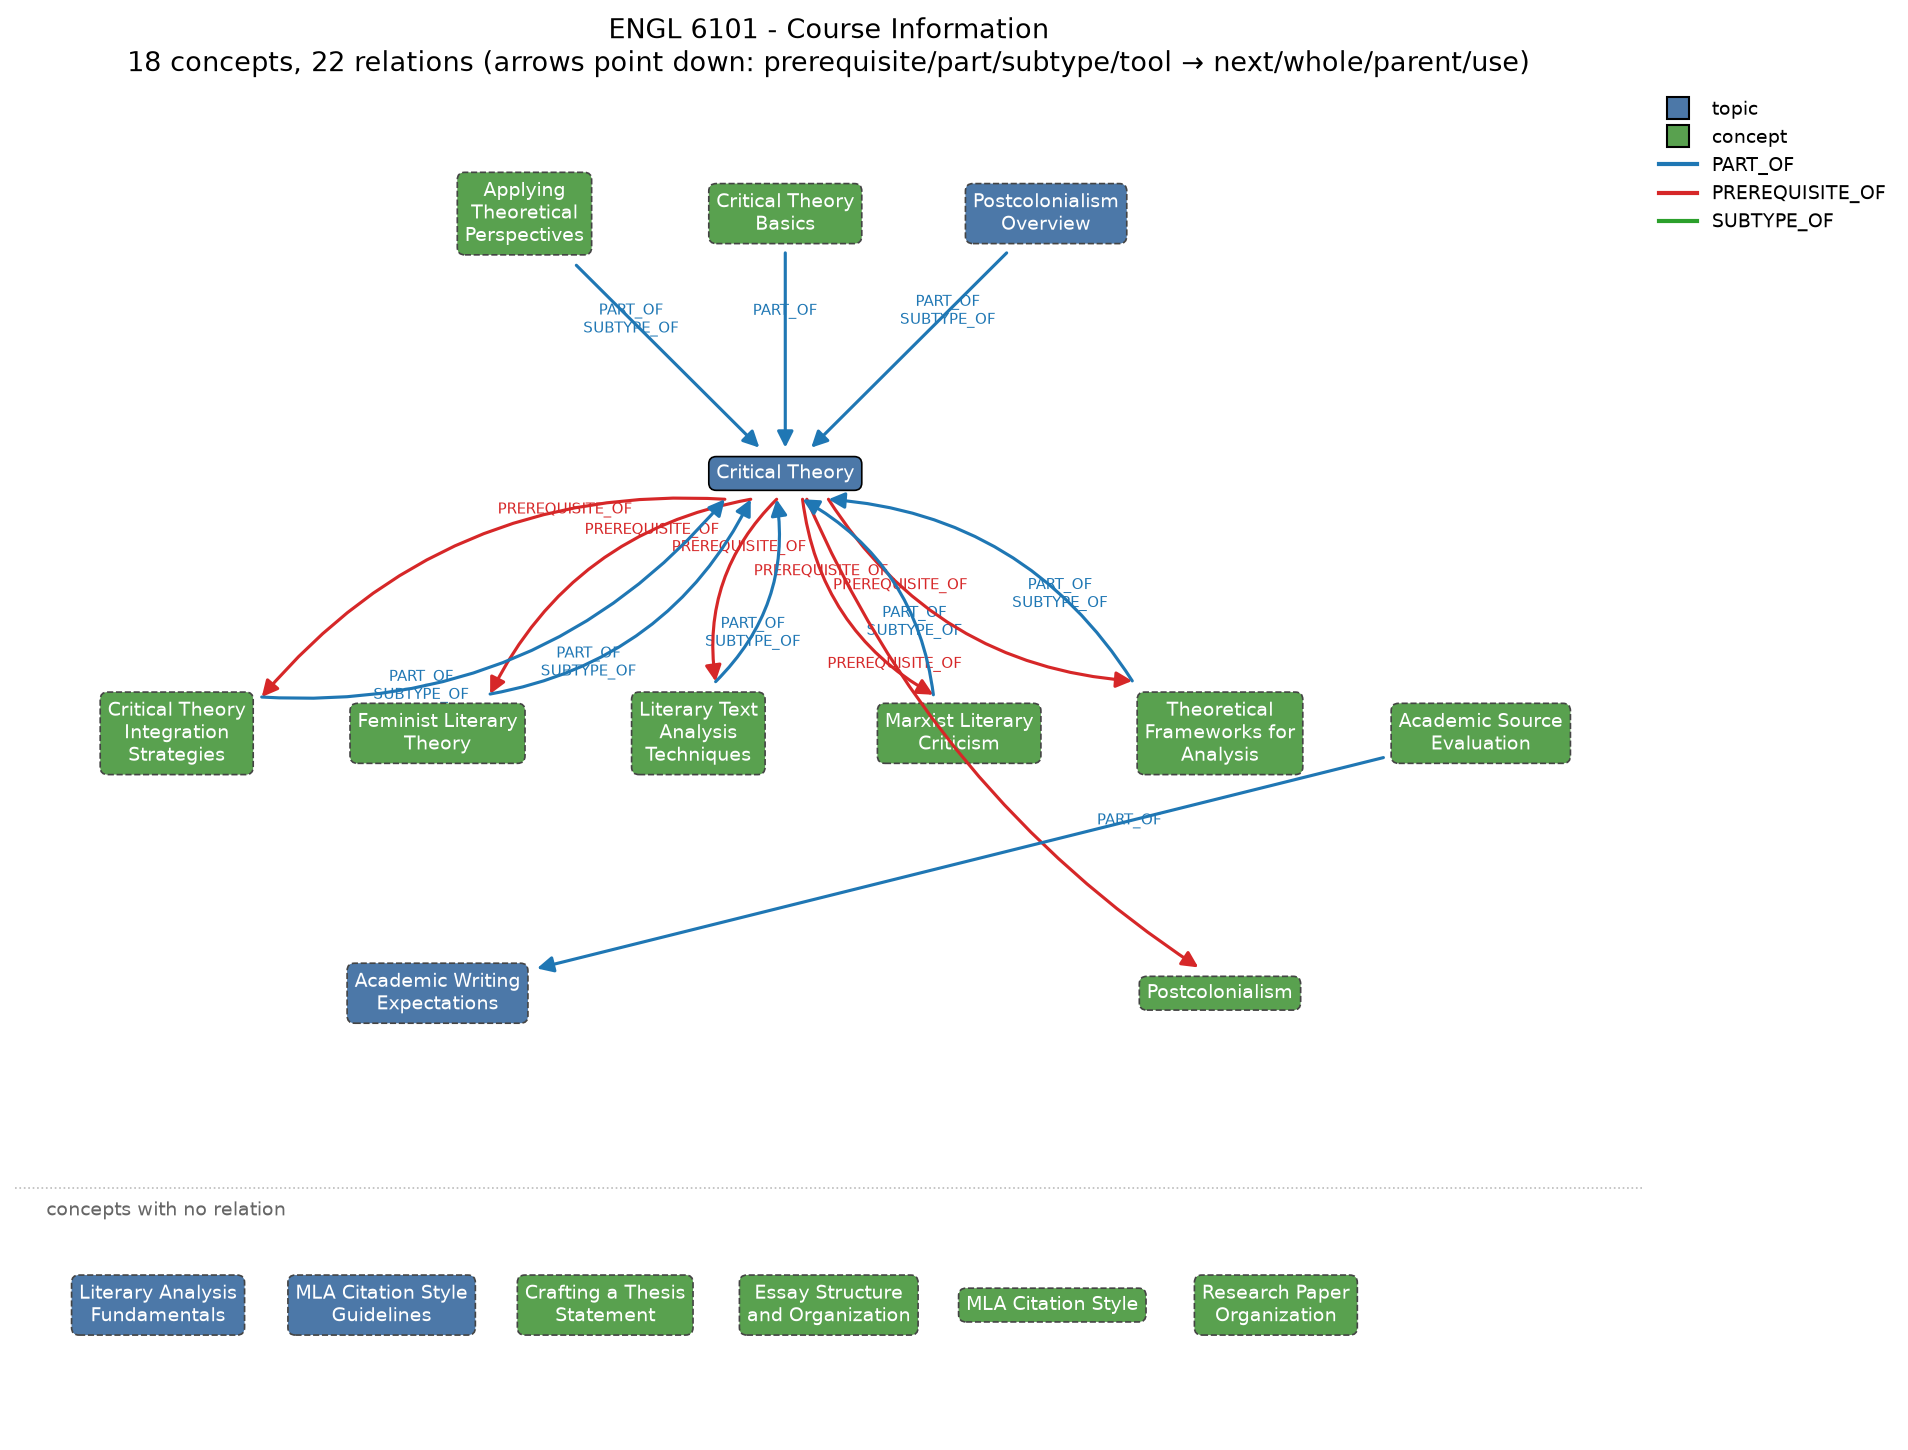 ENGL 6101 - Course Information
18 concepts, 22 relations (arrows point down: prerequisite/part/subtype/tool → next/whole/parent/use)
topic
concept
PART_OF
PREREQUISITE_OF
SUBTYPE_OF
Applying
Theoretical
Perspectives
Critical Theory
Basics
Postcolonialism
Overview
PART_OF
SUBTYPE_OF
PART_OF
PART_OF
SUBTYPE_OF
Critical Theory
PREREQUISITE_OF
PREREQUISITE_OF
PREREQUISITE_OF
PREREQUISITE_OF
PREREQUISITE_OF
PART_OF
SUBTYPE_OF
PART_OF
SUBTYPE_OF
PART_OF
SUBTYPE_OF
PART_OF
SUBTYPE_OF
PREREQUISITE_OF
PART_OF
SUBTYPE_OF
Critical Theory
Integration
Strategies
Feminist Literary
Theory
Literary Text
Analysis
Techniques
Marxist Literary
Criticism
Theoretical
Frameworks for
Analysis
Academic Source
Evaluation
PART_OF
Academic Writing
Expectations
Postcolonialism
concepts with no relation
Literary Analysis
Fundamentals
MLA Citation Style
Guidelines
Crafting a Thesis
Statement
Essay Structure
and Organization
MLA Citation Style
Research Paper
Organization